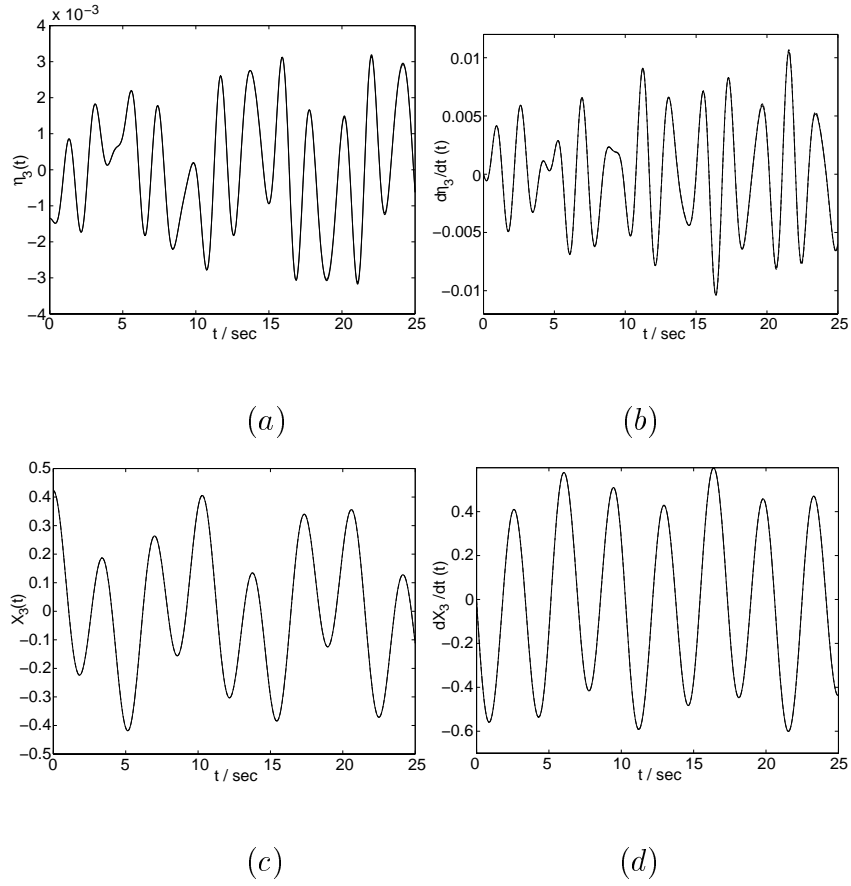 x 10⁻³
4
3
2
1
0
−1
−2
−3
−4
η₃(t)
0 5 10 15 20 25
t / sec
(a)
0.01
0.005
0
−0.005
−0.01
dη₃/dt (t)
0 5 10 15 20 25
t / sec
(b)
0.5
0.4
0.3
0.2
0.1
0
−0.1
−0.2
−0.3
−0.4
−0.5
X₃(t)
0 5 10 15 20 25
t / sec
(c)
0.4
0.2
0
−0.2
−0.4
−0.6
dX₃ /dt (t)
0 5 10 15 20 25
t / sec
(d)